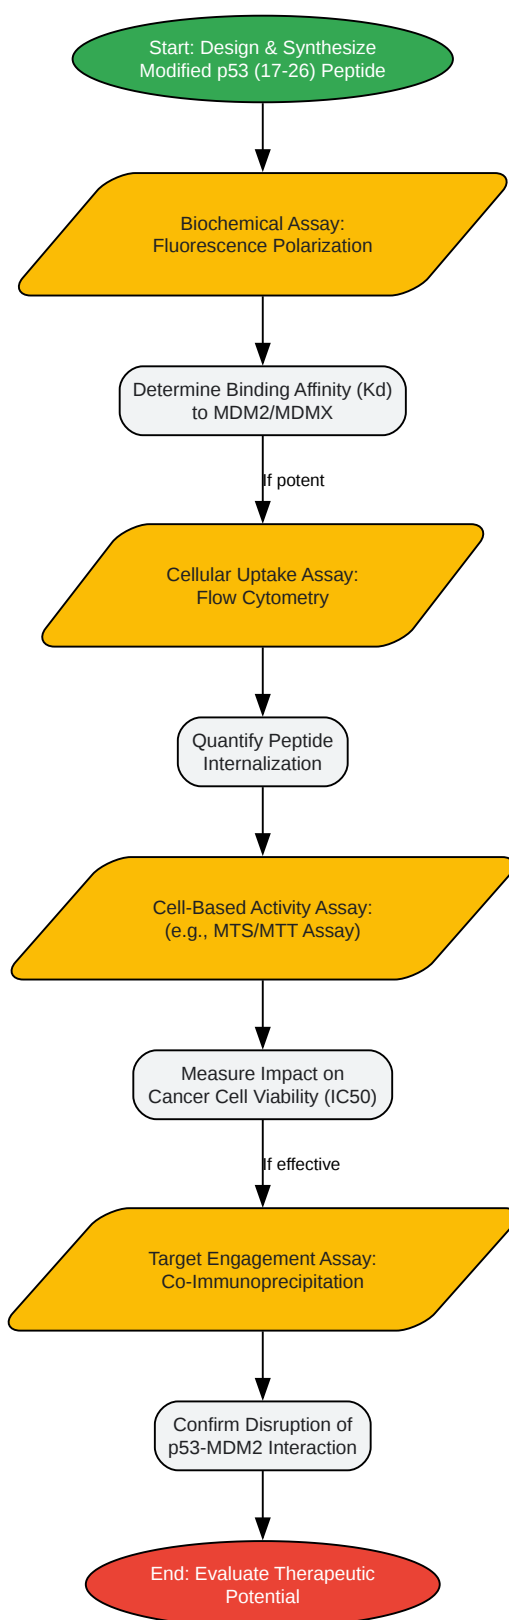 Start: Design & Synthesize
Modified p53 (17-26) Peptide
Biochemical Assay:
Fluorescence Polarization
Determine Binding Affinity (Kd)
to MDM2/MDMX
If potent
Cellular Uptake Assay:
Flow Cytometry
Quantify Peptide
Internalization
Cell-Based Activity Assay:
(e.g., MTS/MTT Assay)
Measure Impact on
Cancer Cell Viability (IC50)
If effective
Target Engagement Assay:
Co-Immunoprecipitation
Confirm Disruption of
p53-MDM2 Interaction
End: Evaluate Therapeutic
Potential